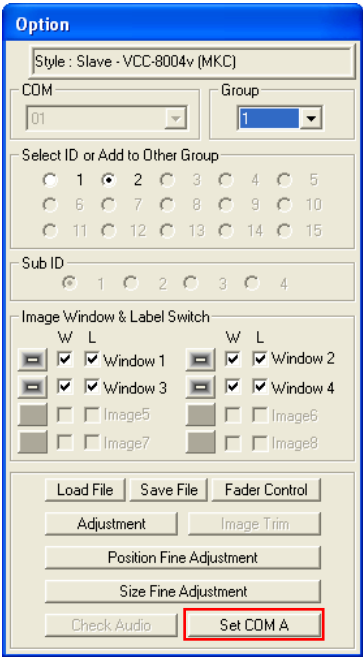 Option
Style : Slave - VCC-8004v (MKC)
COM Group
01 1
Select ID or Add to Other Group
1 2 3 4 5
6 7 8 9 10
11 12 13 14 15
Sub ID
1 2 3 4
Image Window & Label Switch
W L W L
Window 1 Window 2
Window 3 Window 4
Image5 Image6
Image7 Image8
Load File Save File Fader Control
Adjustment Image Trim
Position Fine Adjustment
Size Fine Adjustment
Check Audio Set COM A